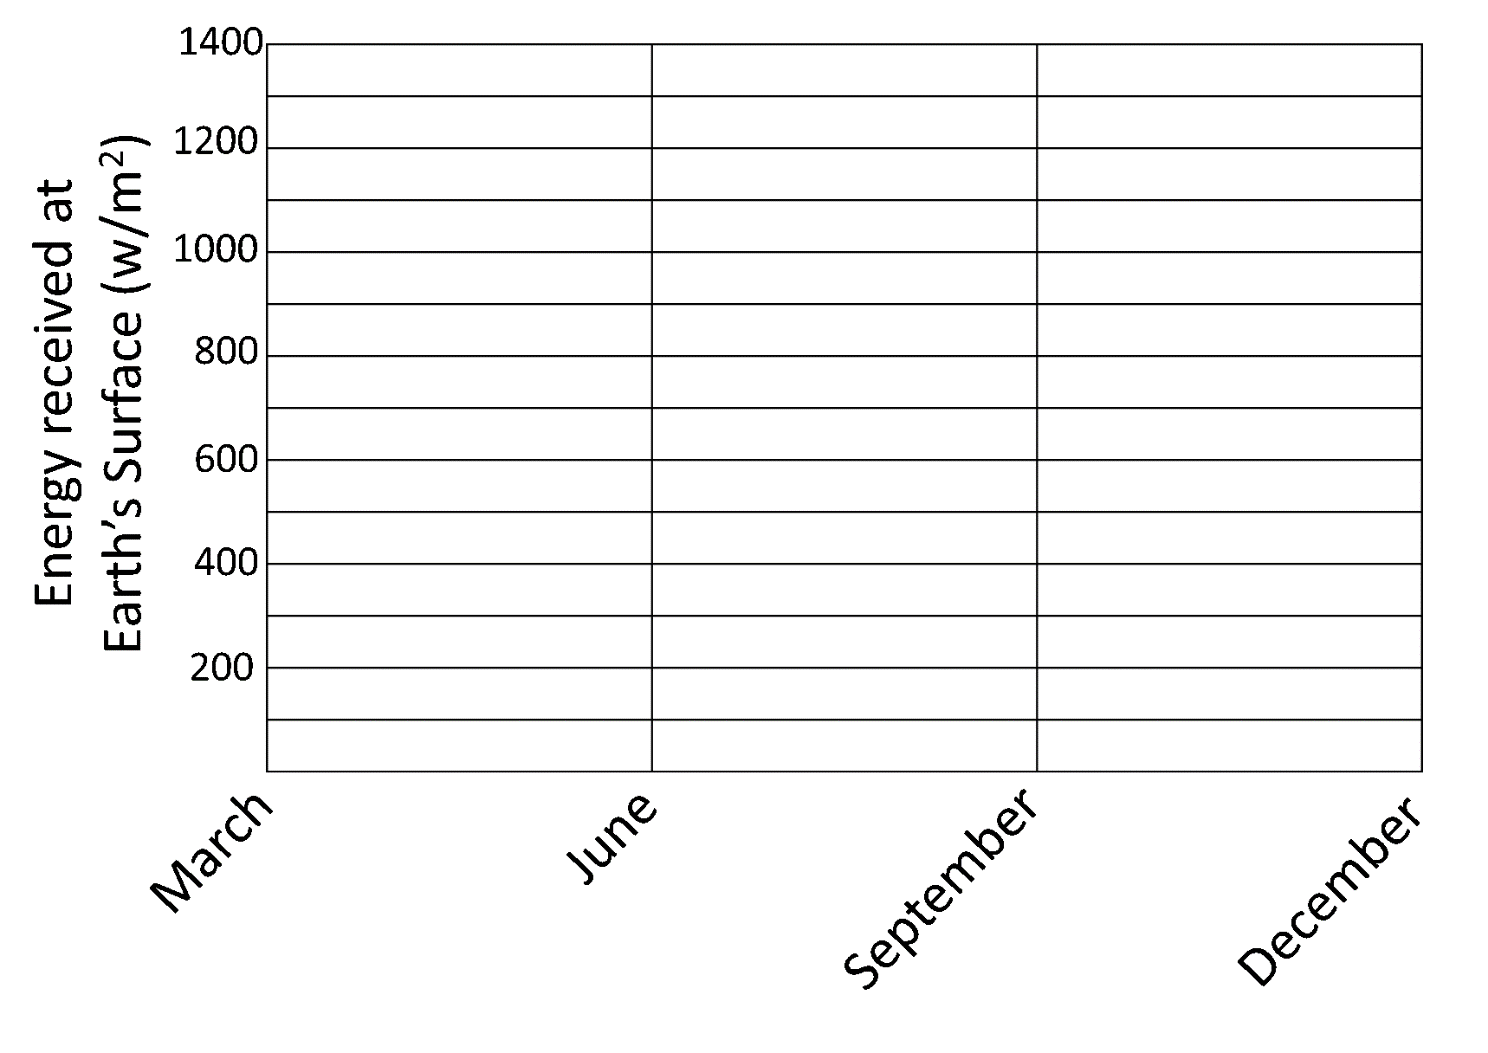 Energy received at
Earth's Surface (w/m²)
1400
1200
1000
800
600
400
200
March
June
September
December